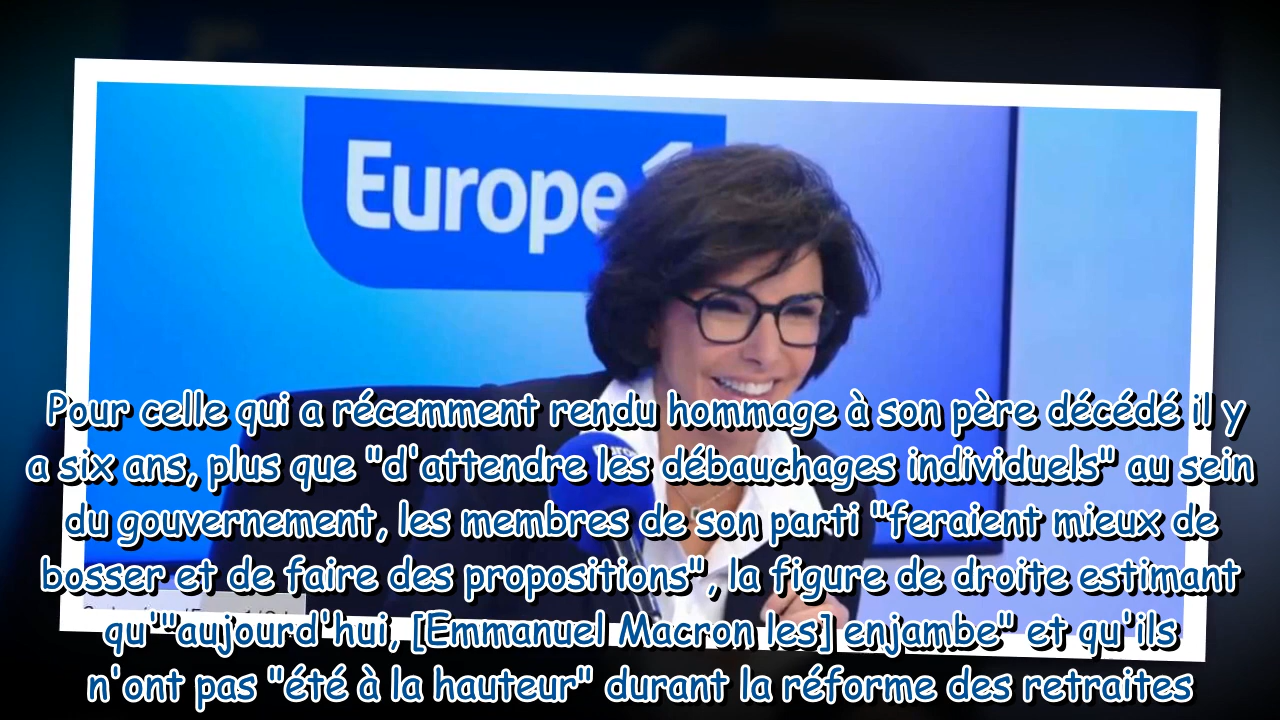 Europe 1
Pour celle qui a récemment rendu hommage à son père décédé il y
a six ans, plus que "d'attendre les débauchages individuels" au sein
du gouvernement, les membres de son parti "feraient mieux de
bosser et de faire des propositions", la figure de droite estimant
qu'"aujourd'hui, [Emmanuel Macron les] enjambe" et qu'ils
n'ont pas "été à la hauteur" durant la réforme des retraites